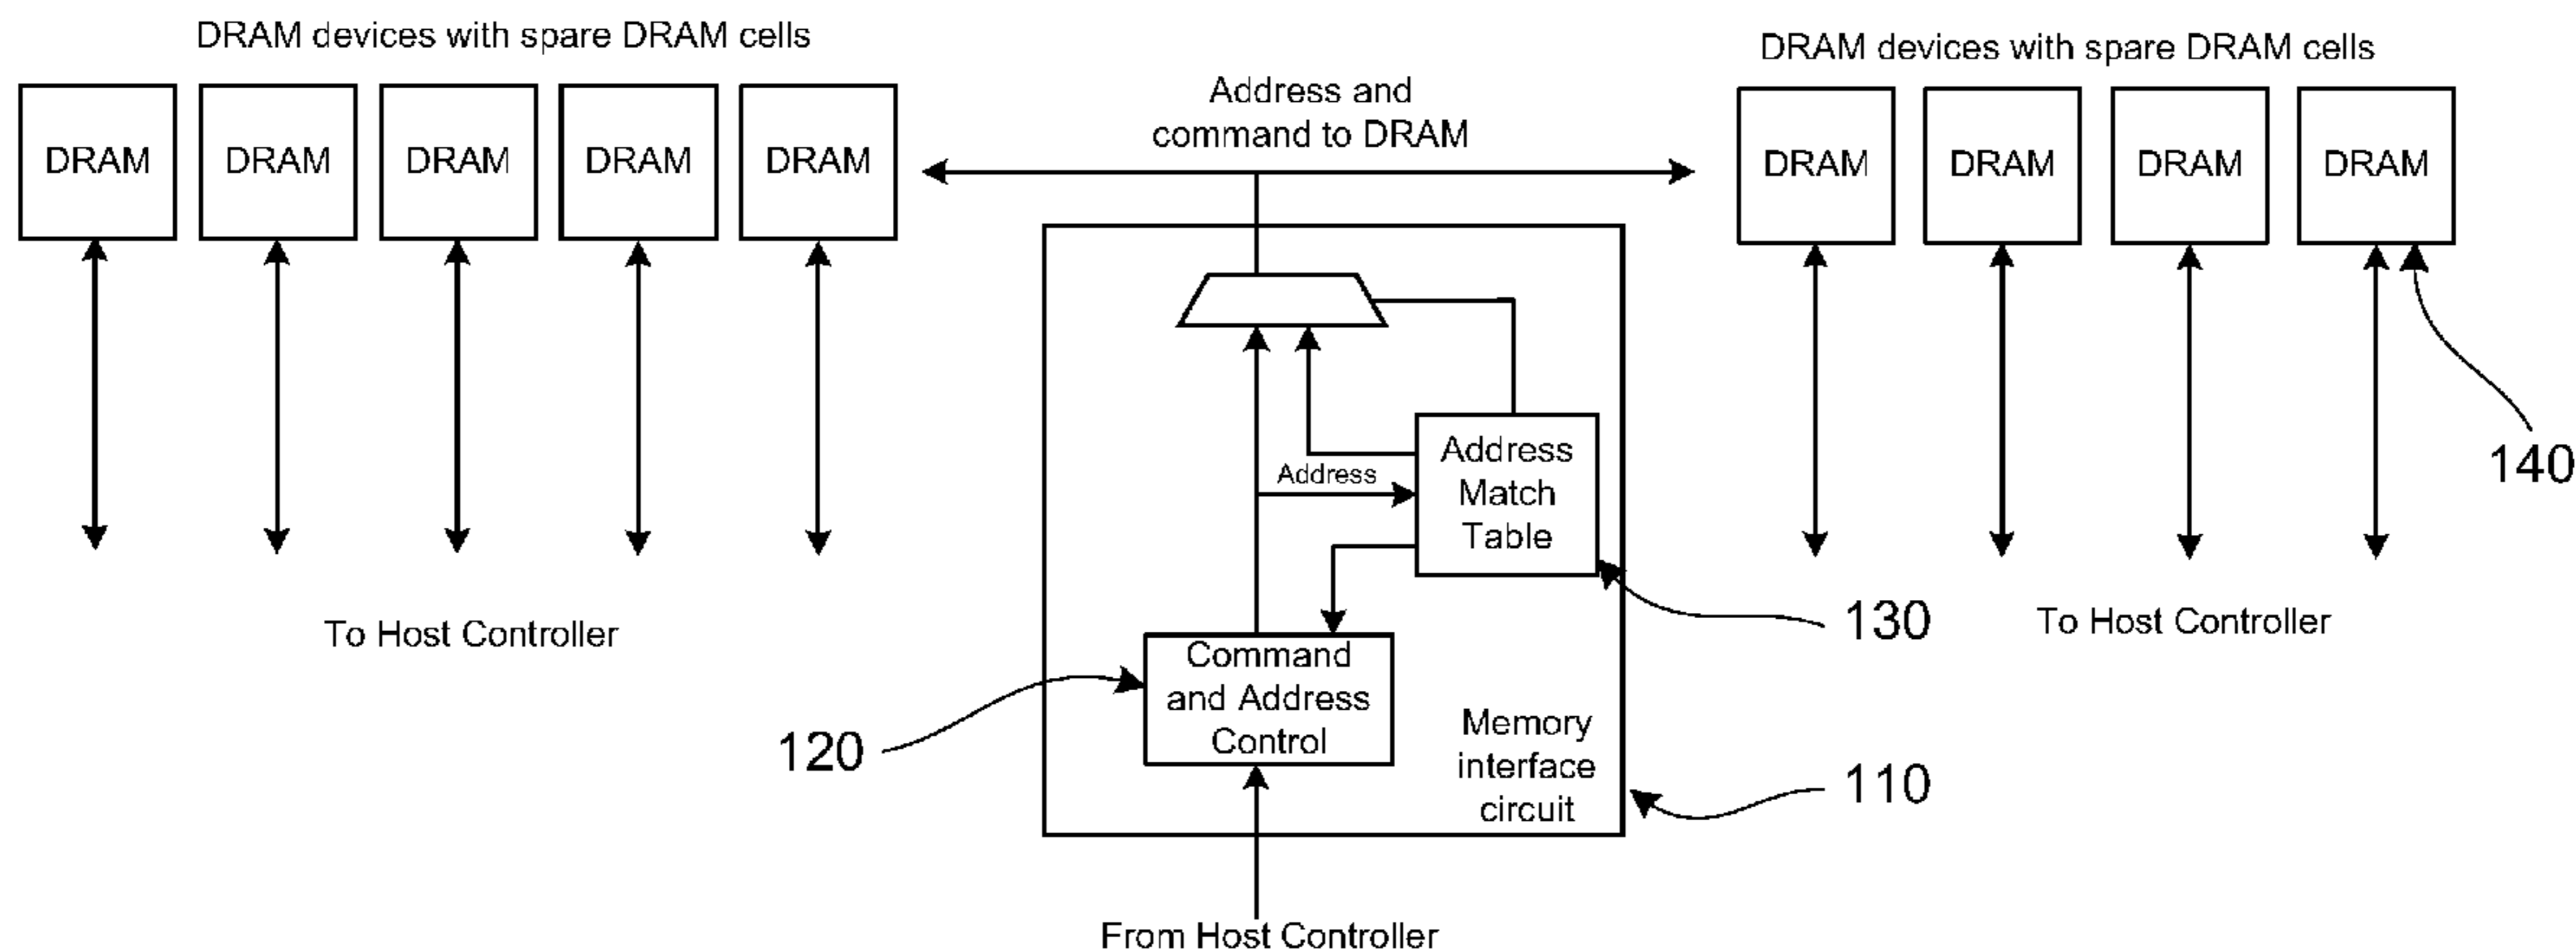 DRAM devices with spare DRAM cells
DRAM devices with spare DRAM cells
DRAM
DRAM
DRAM
DRAM
DRAM
Address and
command to DRAM
DRAM
DRAM
DRAM
DRAM
140
Address
Address
Match
Table
130
To Host Controller
To Host Controller
120
Command
and Address
Control
Memory
interface
circuit
110
From Host Controller